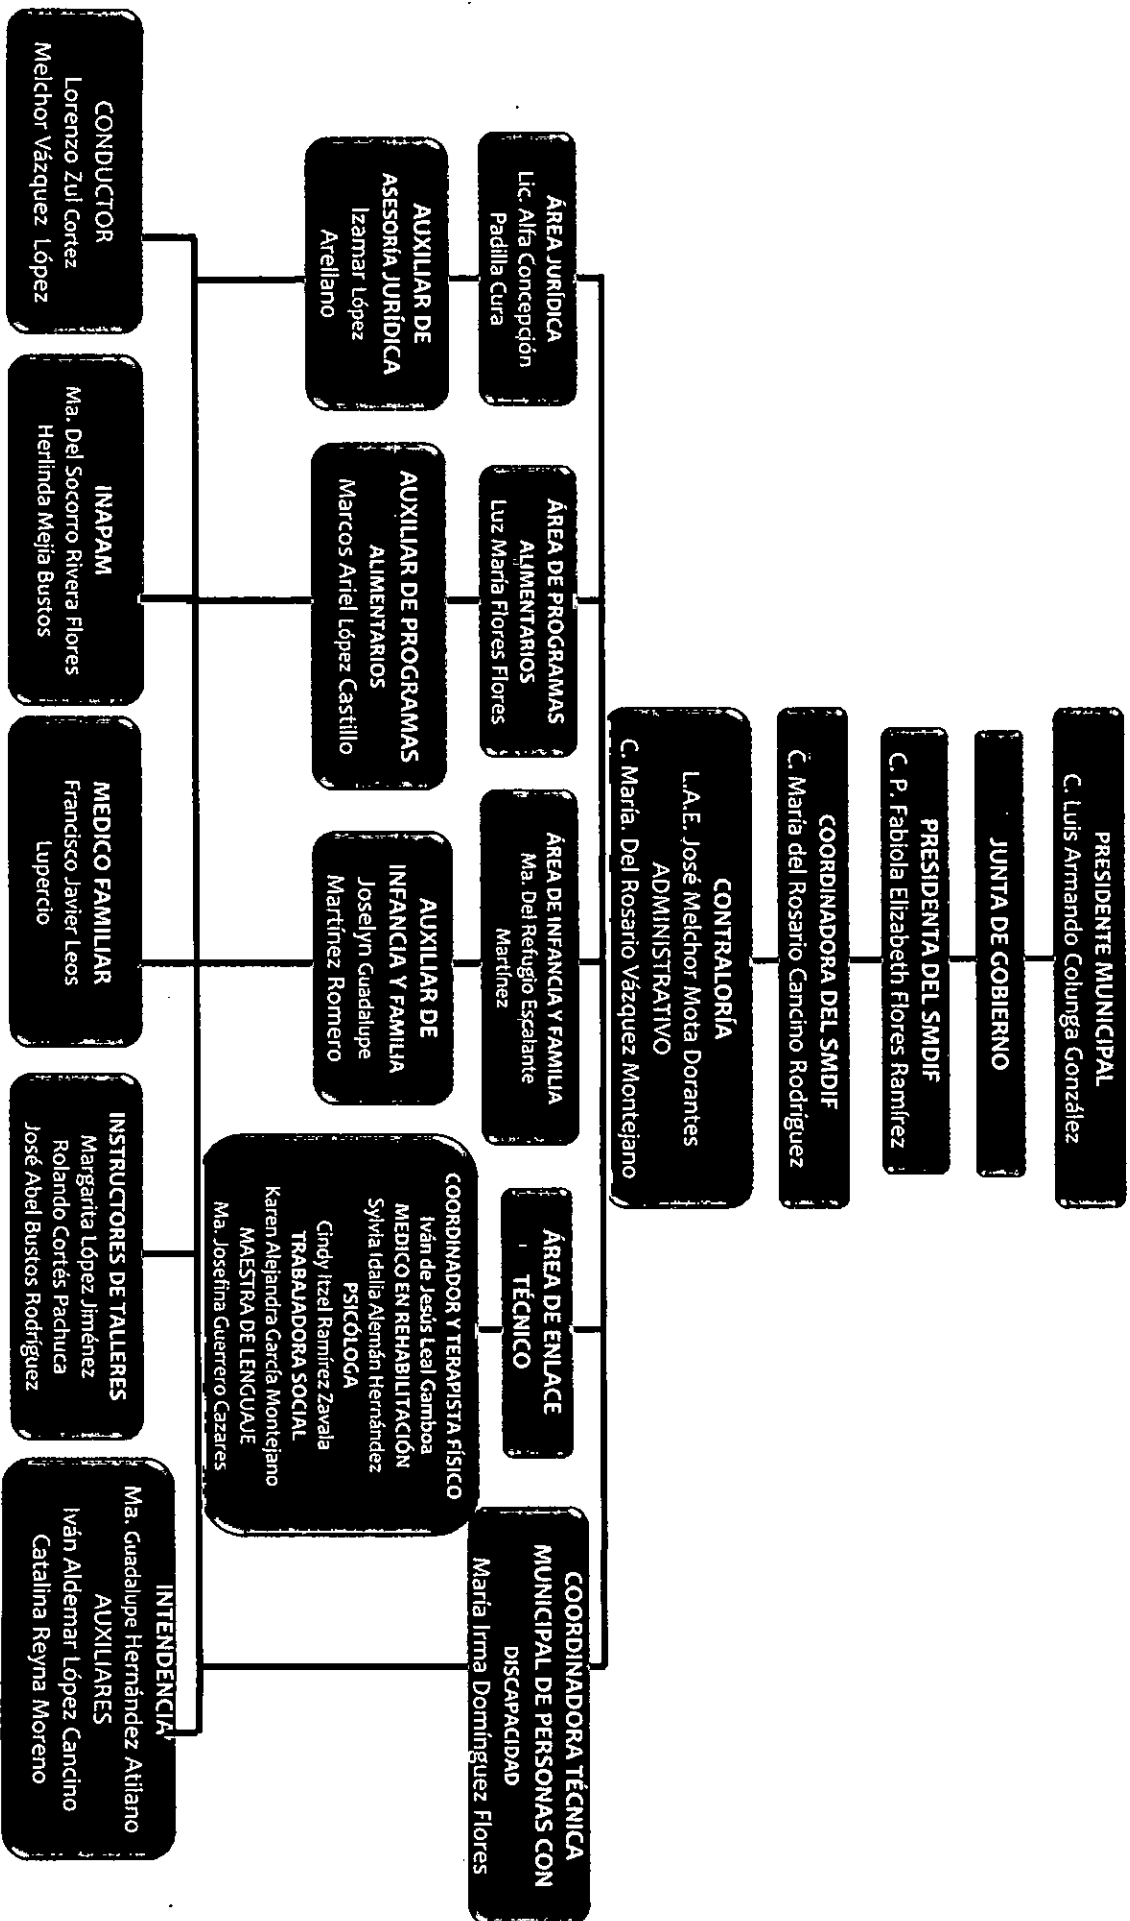 PRESIDENTE MUNICIPAL
C. Luis Armando Colunga González
JUNTA DE GOBIERNO
PRESIDENTA DEL SMDIF
C. P. Fabiola Elizabeth Flores Ramírez
COORDINADORA DEL SMDIF
C. María del Rosario Cancino Rodríguez
CONTRALORÍA
L.A.E. José Melchor Mota Dorantes
ADMINISTRATIVO
C. María. Del Rosario Vázquez Montejano
ÁREA JURÍDICA
Lic. Alfa Concepción
Padilla Cura
ÁREA DE PROGRAMAS
ALIMENTARIOS
Luz María Flores Flores
ÁREA DE INFANCIA Y FAMILIA
Ma. Del Refugio Escalante
Martínez
ÁREA DE ENLACE
TÉCNICO
COORDINADORA TÉCNICA
MUNICIPAL DE PERSONAS CON
DISCAPACIDAD
María Irma Domínguez Flores
AUXILIAR DE
ASESORÍA JURÍDICA
Izamar López
Arellano
AUXILIAR DE PROGRAMAS
ALIMENTARIOS
Marcos Ariel López Castillo
AUXILIAR DE
INFANCIA Y FAMILIA
Joselyn Guadalupe
Martínez Romero
COORDINADOR Y TERAPISTA FÍSICO
Iván de Jesús Leal Gamboa
MEDICO EN REHABILITACIÓN
Sylvia Idalia Alemán Hernández
PSICÓLOGA
Cindy Itzel Ramírez Zavala
TRABAJADORA SOCIAL
Karen Alejandra García Montejano
MAESTRA DE LENGUAJE
Ma. Josefina Guerrero Cazares
CONDUCTOR
Lorenzo Zul Cortez
Melchor Vázquez López
INAPAM
Ma. Del Socorro Rivera Flores
Herlinda Mejia Bustos
MEDICO FAMILIAR
Francisco Javier Leos
Lupercio
INSTRUCTORES DE TALLERES
Margarita López Jiménez
Rolando Cortés Pachuca
José Abel Bustos Rodríguez
INTENDENCIA
Ma. Guadalupe Hernández Atilano
AUXILIARES
Iván Aldemar López Cancino
Catalina Reyna Moreno